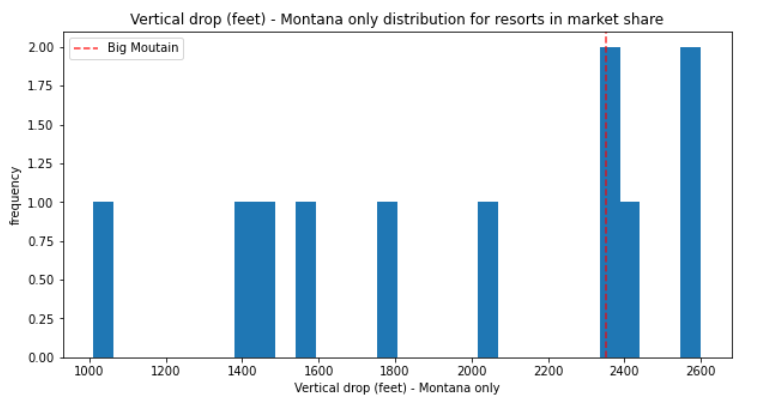 Vertical drop (feet) - Montana only distribution for resorts in market share
Big Moutain
2.00
1.75
1.50
1.25
1.00
0.75
0.50
0.25
0.00
frequency
1000 1200 1400 1600 1800 2000 2200 2400 2600
Vertical drop (feet) - Montana only